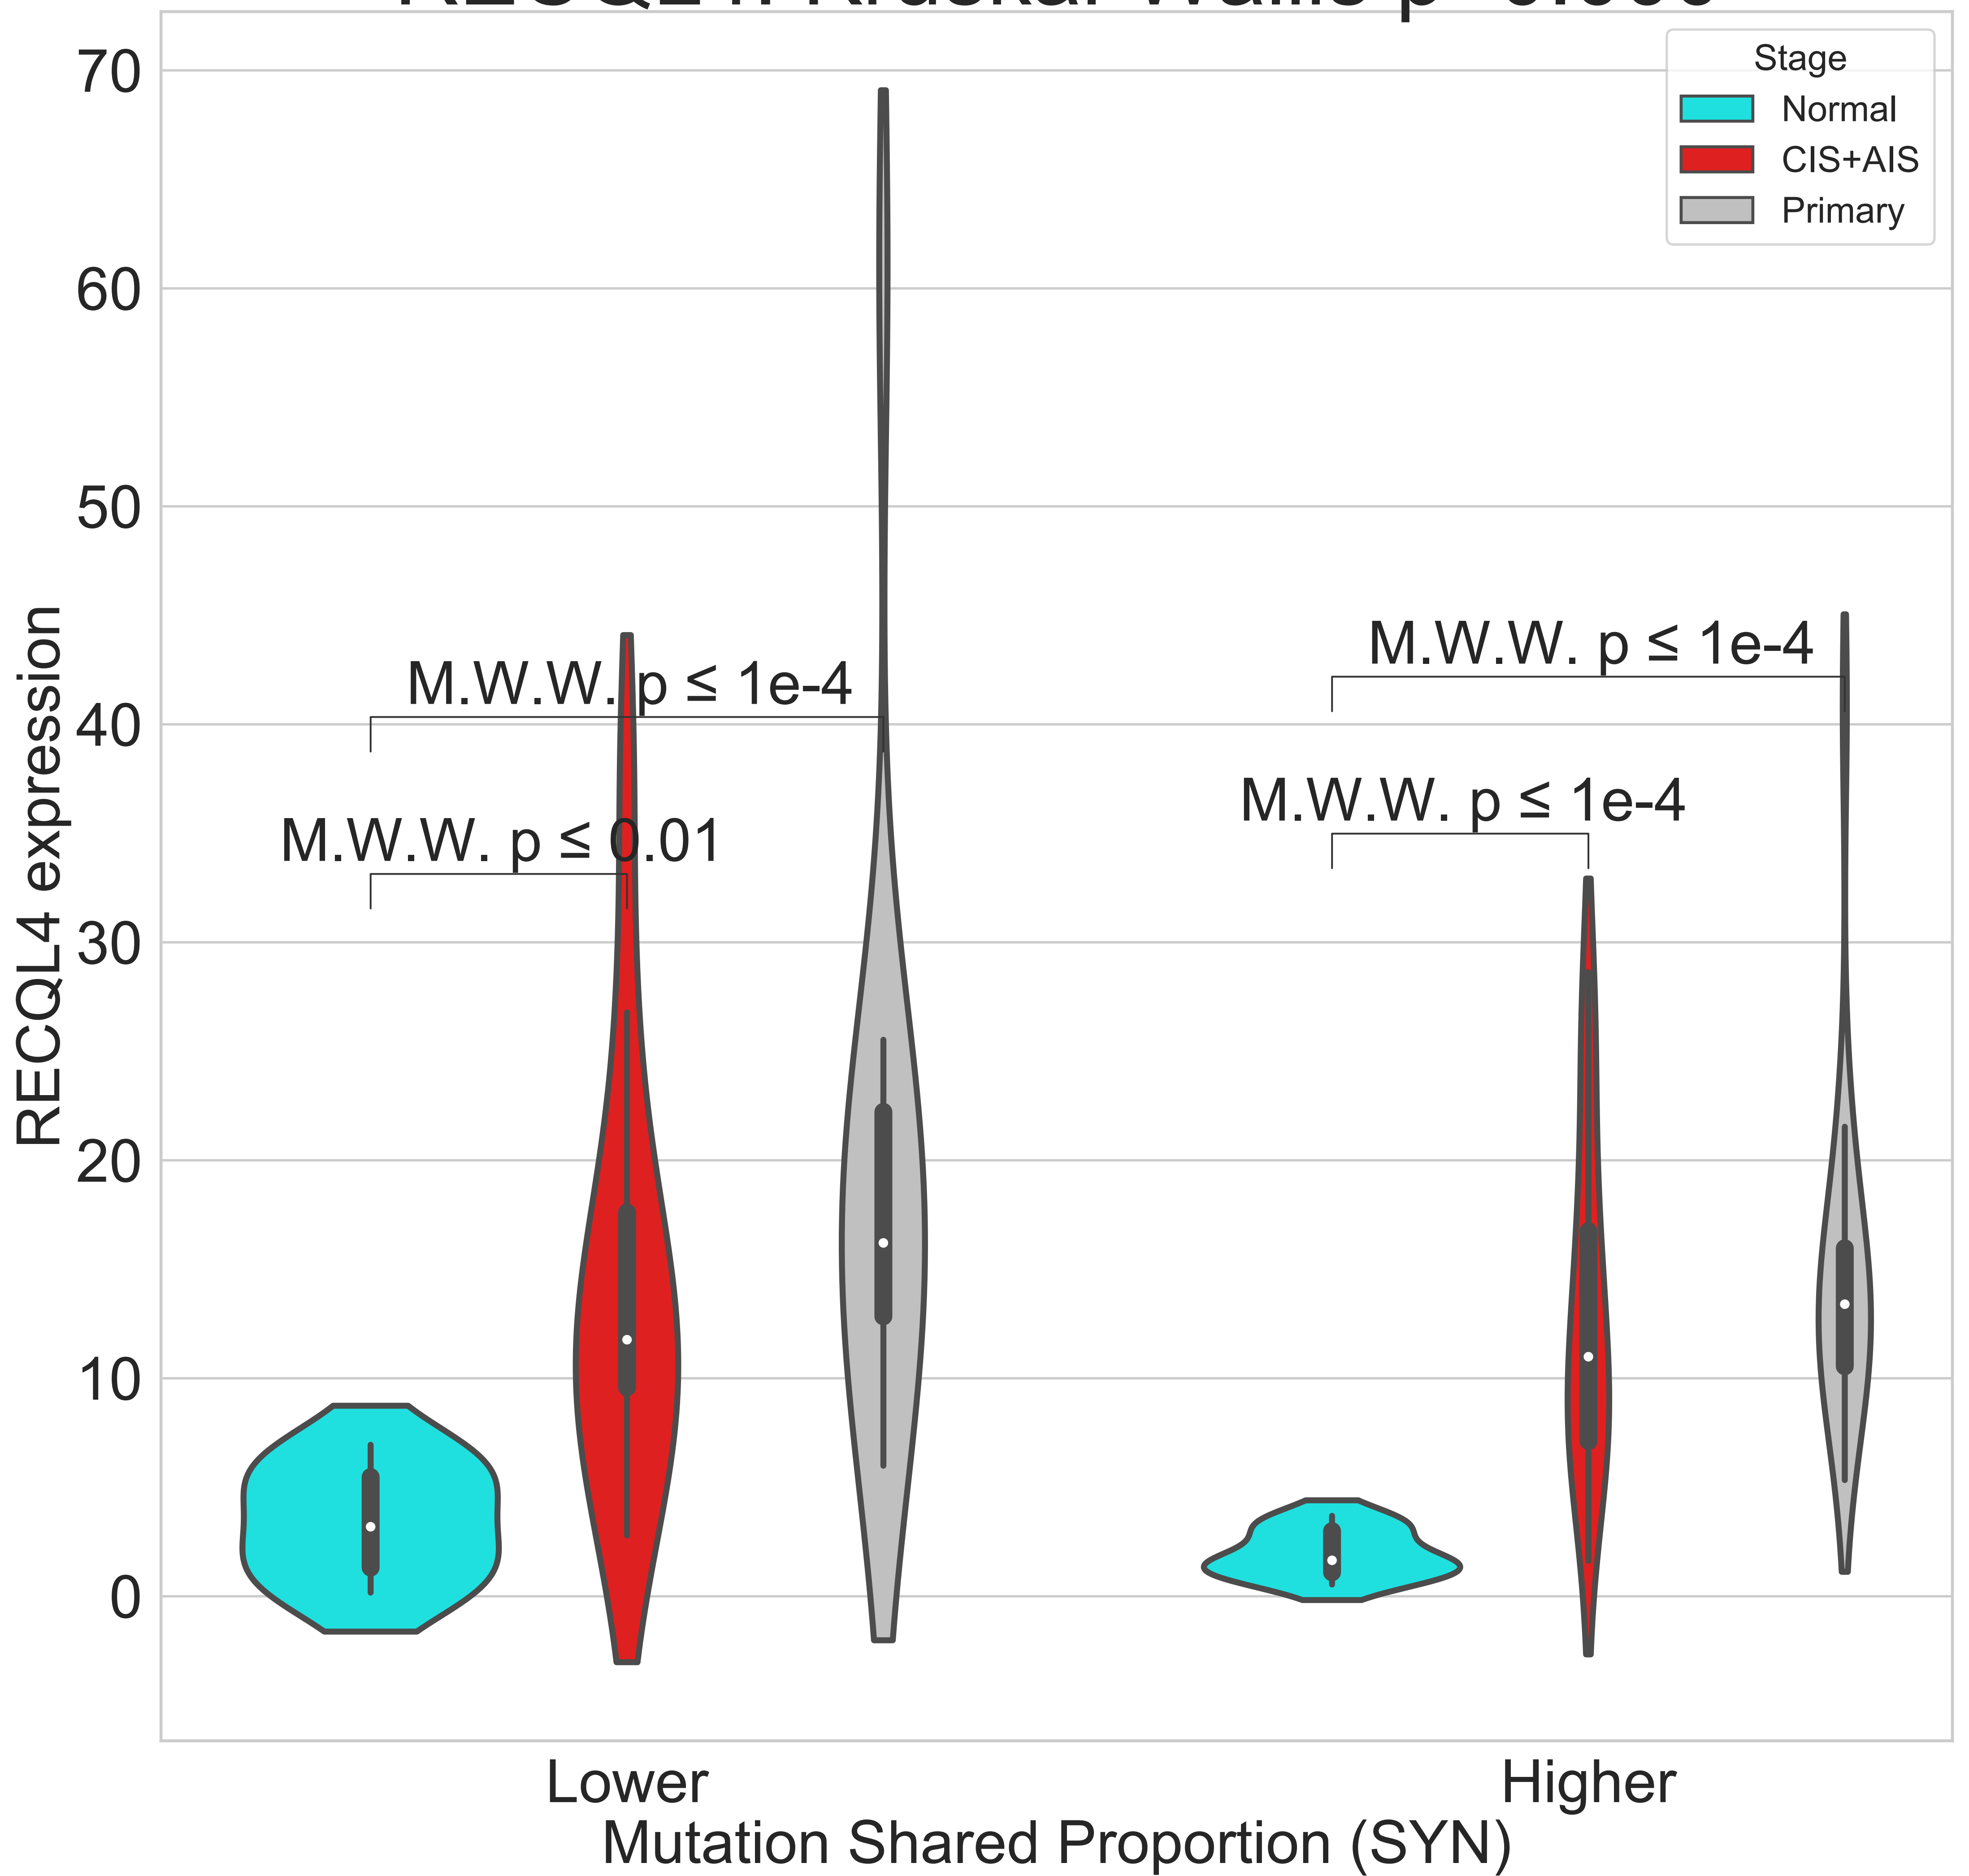 70
60
50
40
30
20
10
0
RECQL4 expression
Stage
Normal
CIS+AIS
Primary
M.W.W. p ≤ 1e-4
M.W.W. p ≤ 0.01
M.W.W. p ≤ 1e-4
M.W.W. p ≤ 1e-4
Lower
Higher
Mutation Shared Proportion (SYN)